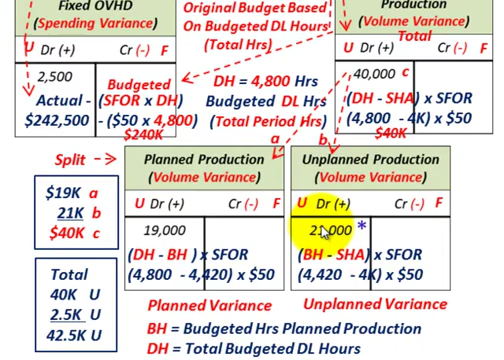 Fixed OVHD
(Spending Variance)
U Dr (+) Cr (-) F
2,500
Budgeted
Actual - (SFOR x DH)
$242,500 - ($50 x 4,800)
$240K
Original Budget Based
On Budgeted DL Hours
(Total Hrs)
DH = 4,800 Hrs
Budgeted DL Hrs
(Total Period Hrs)
a b
Production
(Volume Variance)
Total
U Dr (+) Cr (-) F
40,000 c
(DH - SHA) x SFOR
(4,800 - 4K) x $50
$40K
Split
$19K a
21K b
$40K c
Total
40K U
2.5K U
42.5K U
Planned Production
(Volume Variance)
U Dr (+) Cr (-) F
19,000
(DH - BH ) x SFOR
(4,800 - 4,420) x $50
Unplanned Production
(Volume Variance)
U Dr (+) Cr (-) F
21,000 *
(BH - SHA) x SFOR
(4,420 - 4K) x $50
Planned Variance
Unplanned Variance
BH = Budgeted Hrs Planned Production
DH = Total Budgeted DL Hours